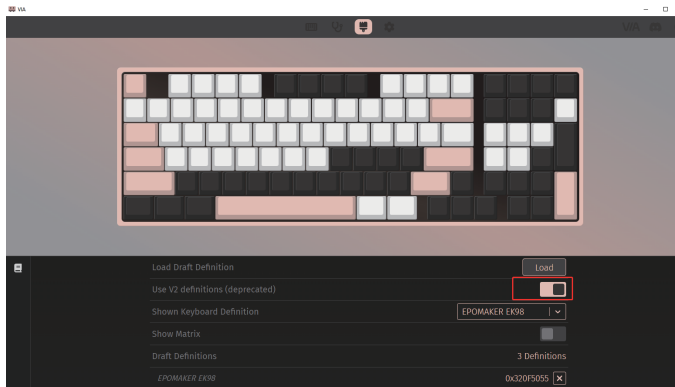 VIA
VIA
Load Draft Definition Load
Use V2 definitions (deprecated)
Shown Keyboard Definition EPOMAKER EK98
Show Matrix
Draft Definitions 3 Definitions
EPOMAKER EK98 0x320F5055